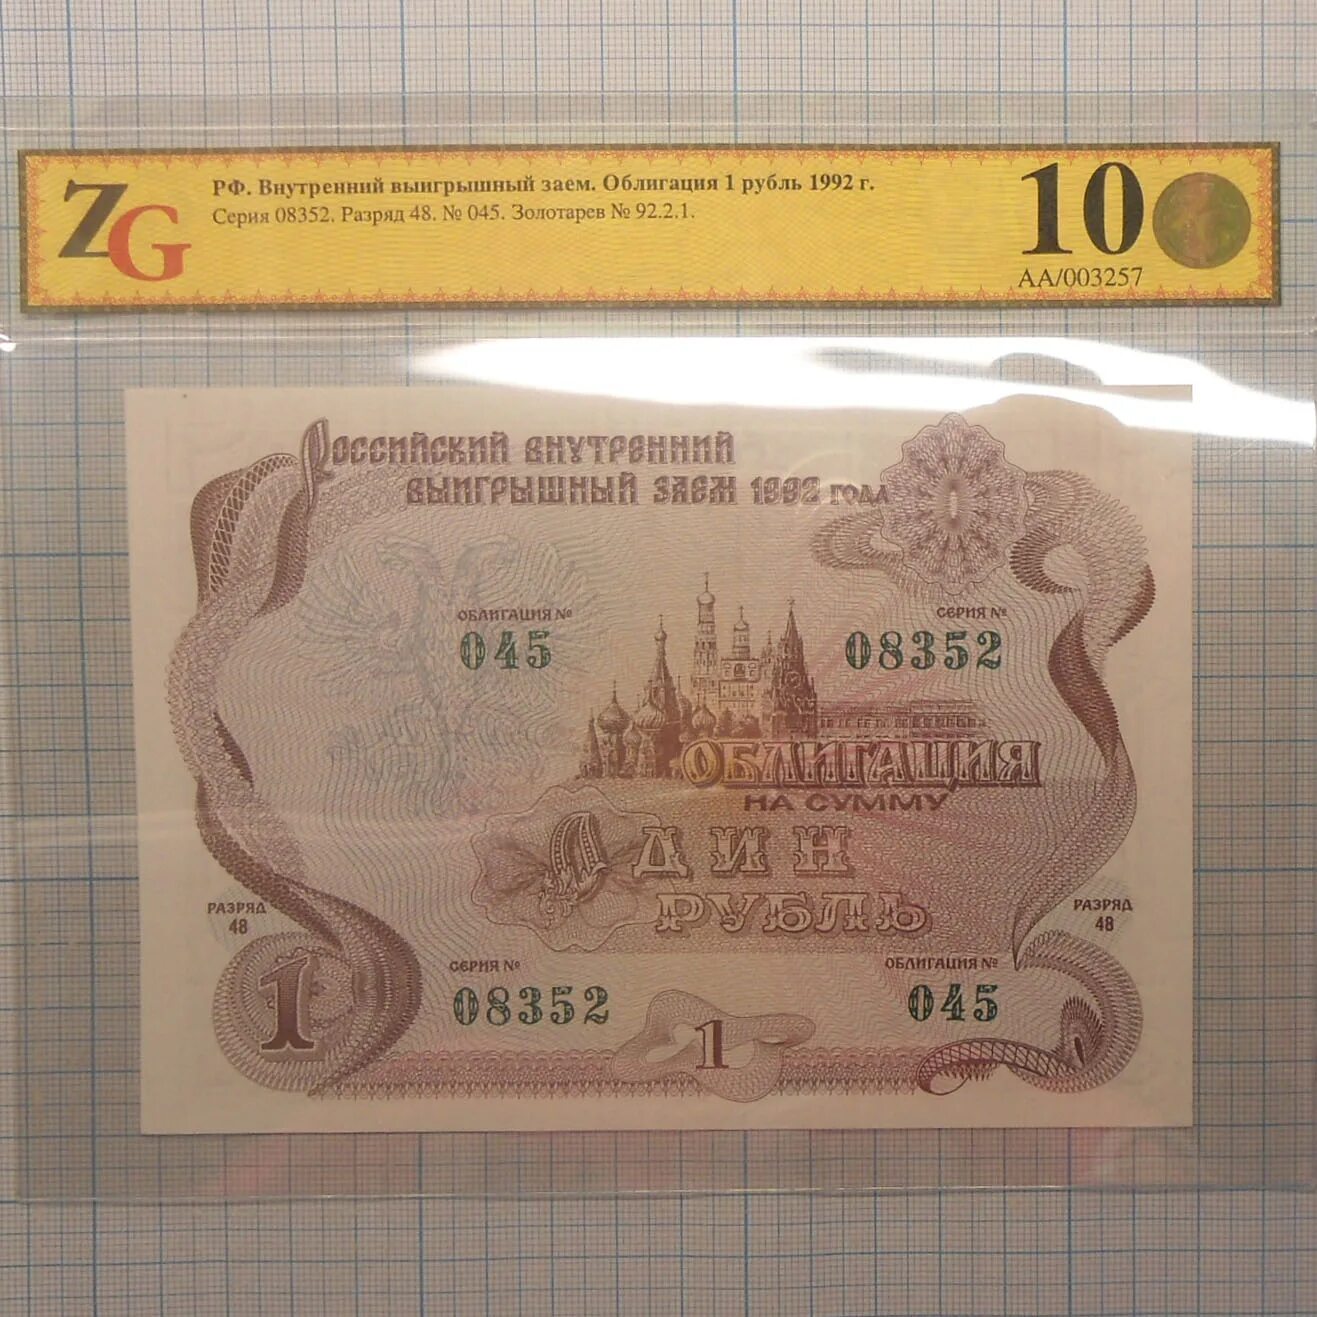 ZG
РФ. Внутренний выигрышный заем. Облигация 1 рубль 1992 г.
Серия 08352. Разряд 48. № 045. Золотарев № 92.2.1.
10
АА/003257
Российский внутренний
выигрышный заем 1992 года
ОБЛИГАЦИЯ №
045
СЕРИЯ №
08352
ОБЛИГАЦИЯ
НА СУММУ
ОДИН
РУБЛЬ
РАЗРЯД
48
РАЗРЯД
48
1
СЕРИЯ №
08352
ОБЛИГАЦИЯ №
045
1